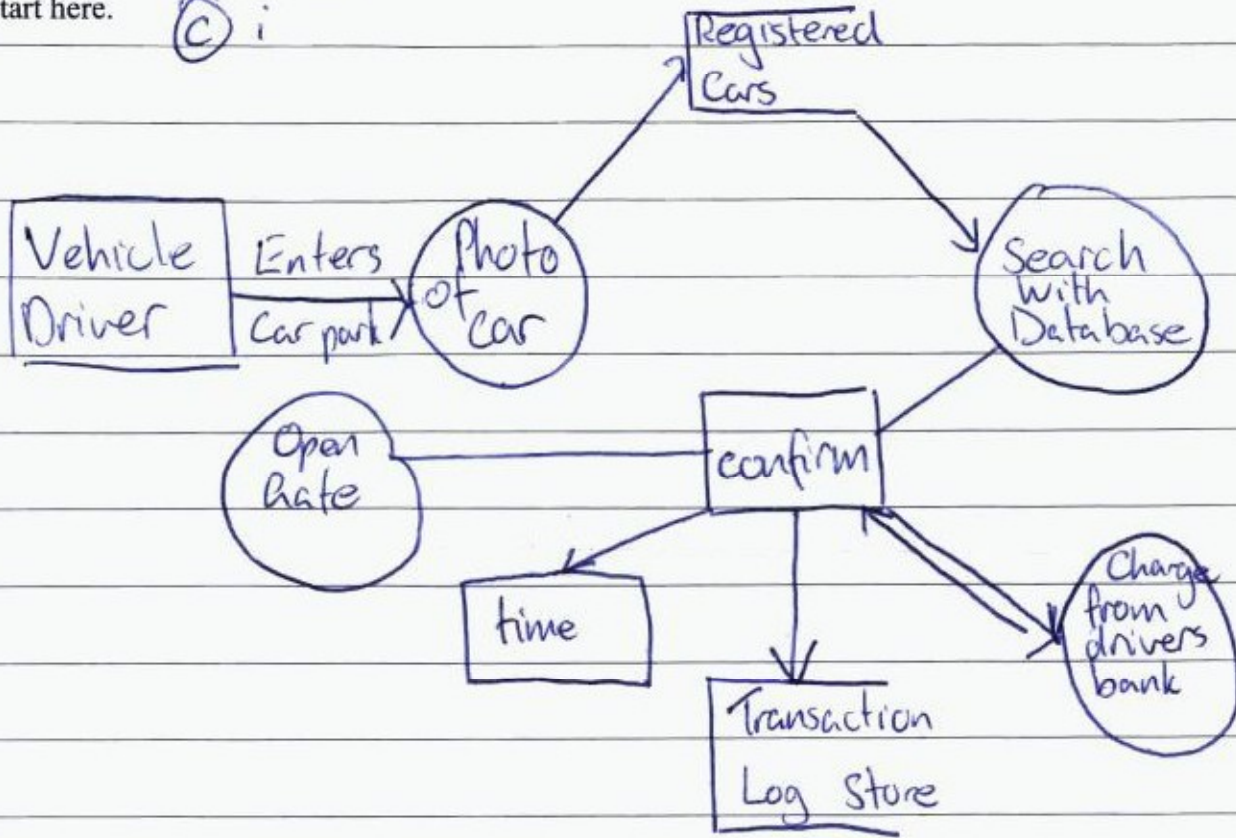 tart here.
C i
Registered
Cars
Vehicle
Driver
Enters
Car park
Photo
of
car
Search
with
Database
Open
Gate
confirm
time
Charge
from
drivers
bank
Transaction
Log Store